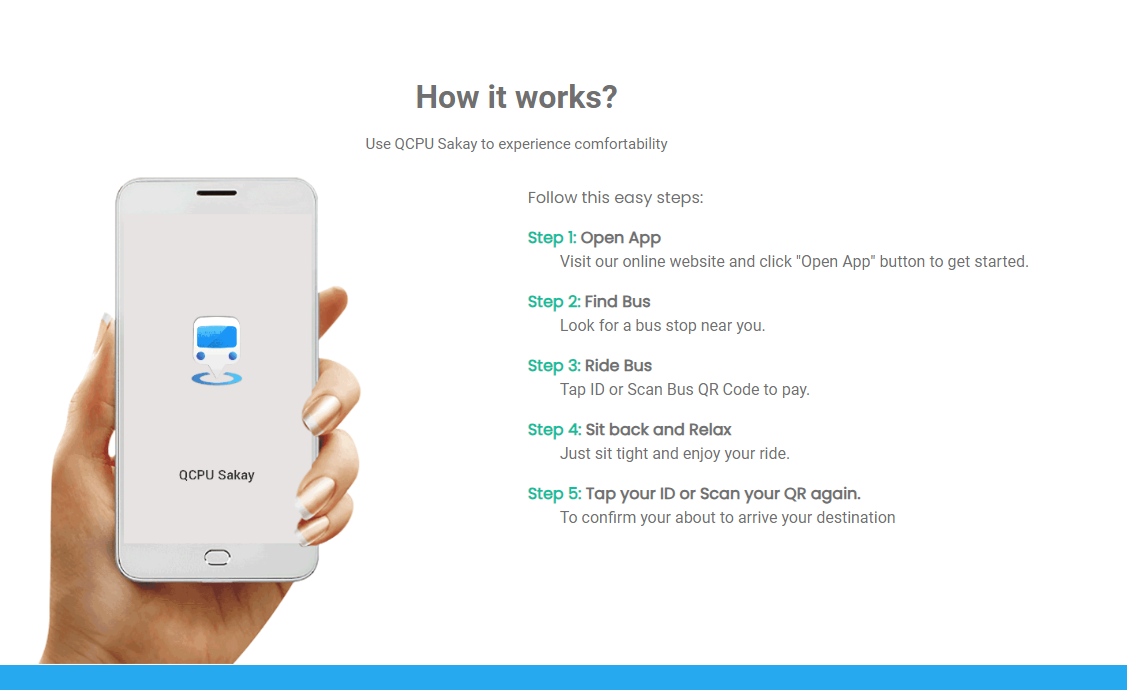 How it works?
Use QCPU Sakay to experience comfortability
Follow this easy steps:
Step 1: Open App
Visit our online website and click "Open App" button to get started.
Step 2: Find Bus
Look for a bus stop near you.
Step 3: Ride Bus
Tap ID or Scan Bus QR Code to pay.
Step 4: Sit back and Relax
Just sit tight and enjoy your ride.
Step 5: Tap your ID or Scan your QR again.
To confirm your about to arrive your destination
QCPU Sakay